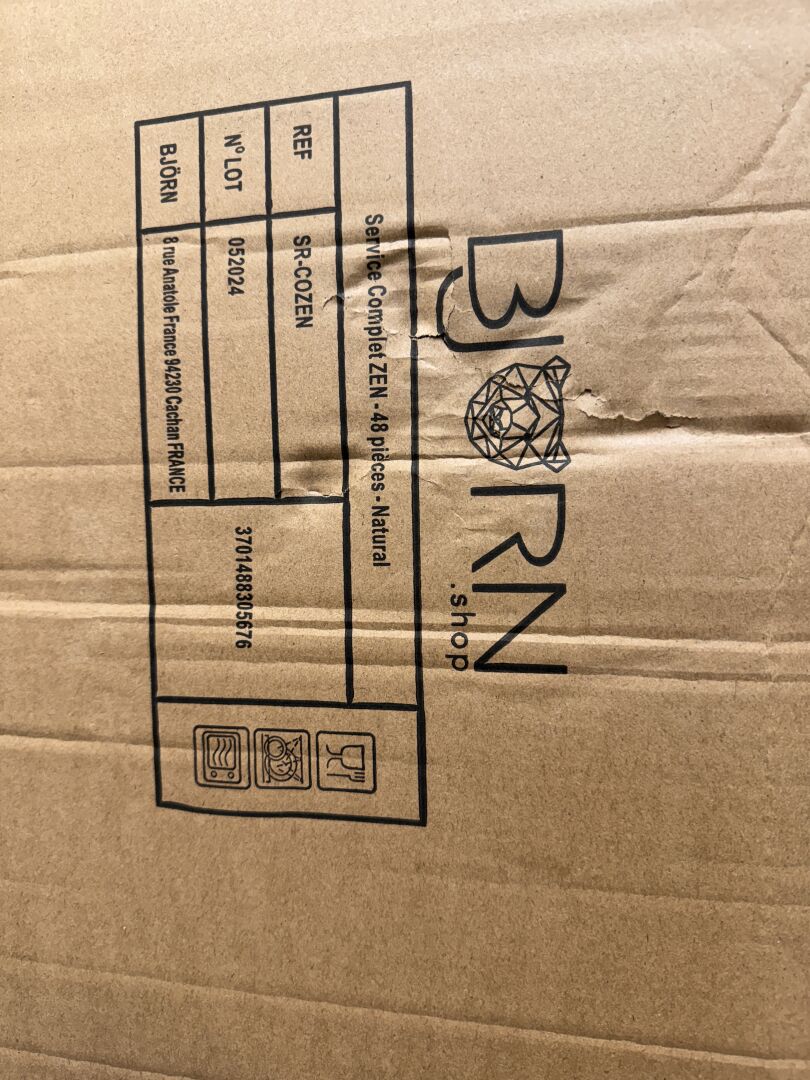 BJORN
.shop
Service Complet ZEN - 48 pièces - Natural
REF SR-COZEN
N° LOT 052024
BJÖRN 8 rue Anatole France 94230 Cachan FRANCE
3701488305676